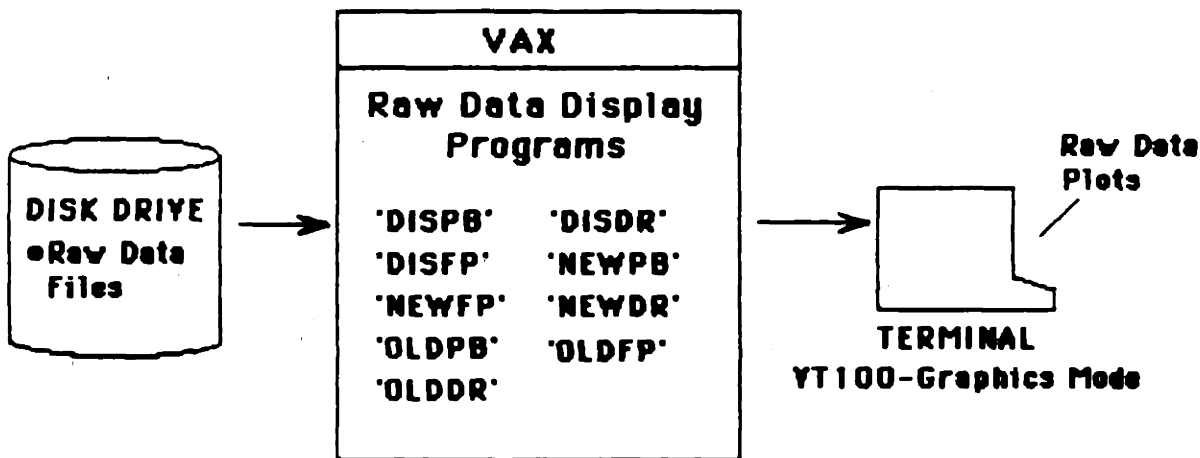 VAX
Raw Data Display
Programs
DISK DRIVE
●Raw Data
Files
'DISPB' 'DISDR'
'DISFP' 'NEWPB'
'NEWFP' 'NEWDR'
'OLDPB' 'OLDFP'
'OLDDR'
Raw Data
Plots
TERMINAL
VT100-Graphics Mode